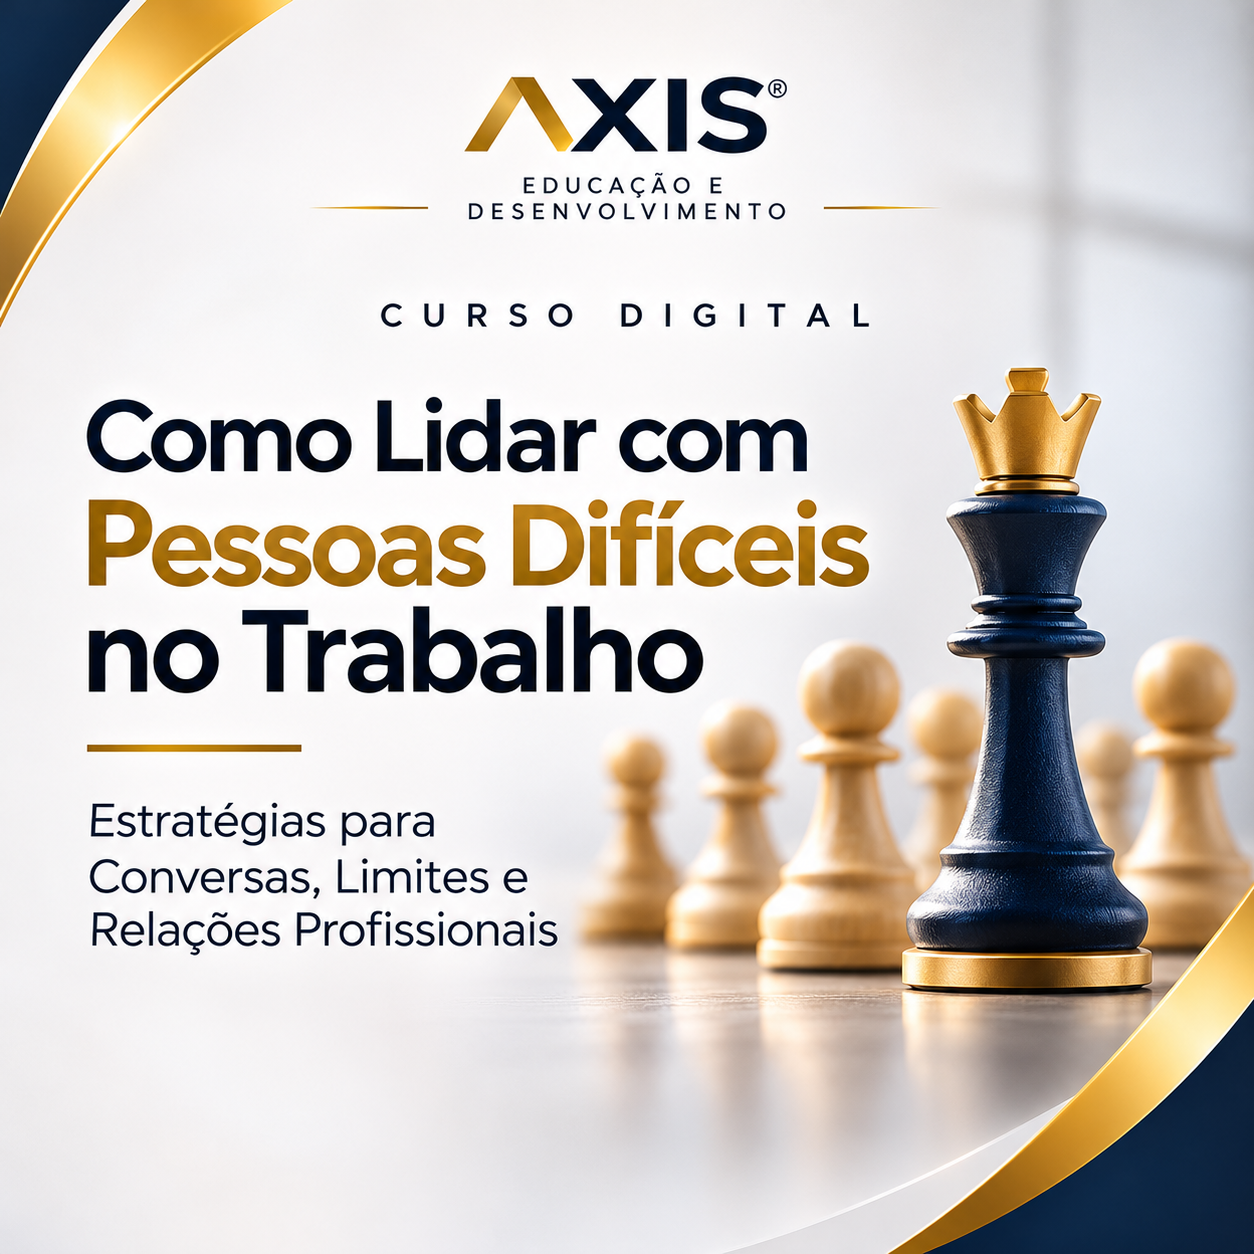 AXIS®
EDUCAÇÃO E
DESENVOLVIMENTO
CURSO DIGITAL
Como Lidar com
Pessoas Difíceis
no Trabalho
Estratégias para
Conversas, Limites e
Relações Profissionais